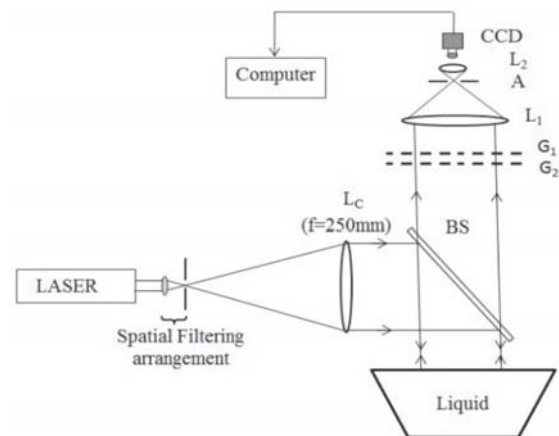 CCD
L2
A
Computer
L1
G1
G2
LC
(f=250mm)
BS
LASER
Spatial Filtering
arrangement
Liquid